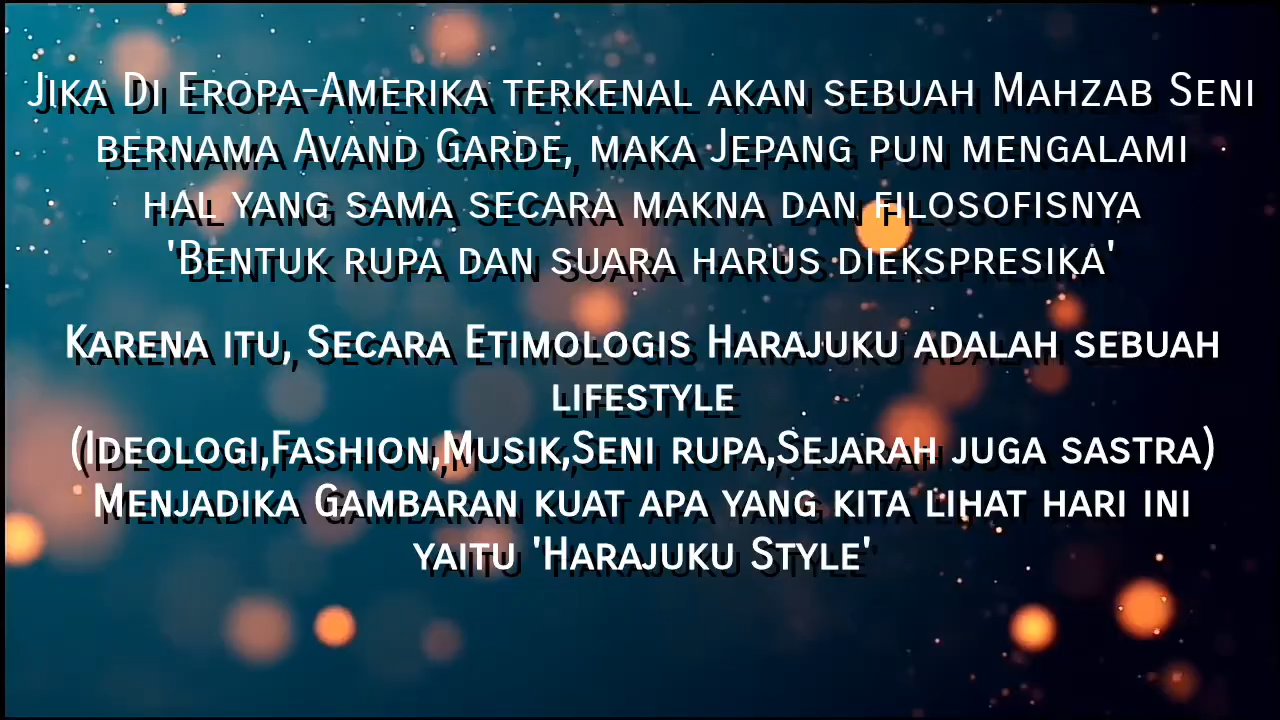 Jika Di Eropa-Amerika terkenal akan sebuah Mahzab Seni
bernama Avand Garde, maka Jepang pun mengalami
hal yang sama secara makna dan filosofisnya
'Bentuk rupa dan suara harus diekspresika'
Karena itu, Secara Etimologis Harajuku adalah sebuah
lifestyle
(Ideologi,Fashion,Musik,Seni rupa,Sejarah juga sastra)
Menjadika Gambaran kuat apa yang kita lihat hari ini
yaitu 'Harajuku Style'